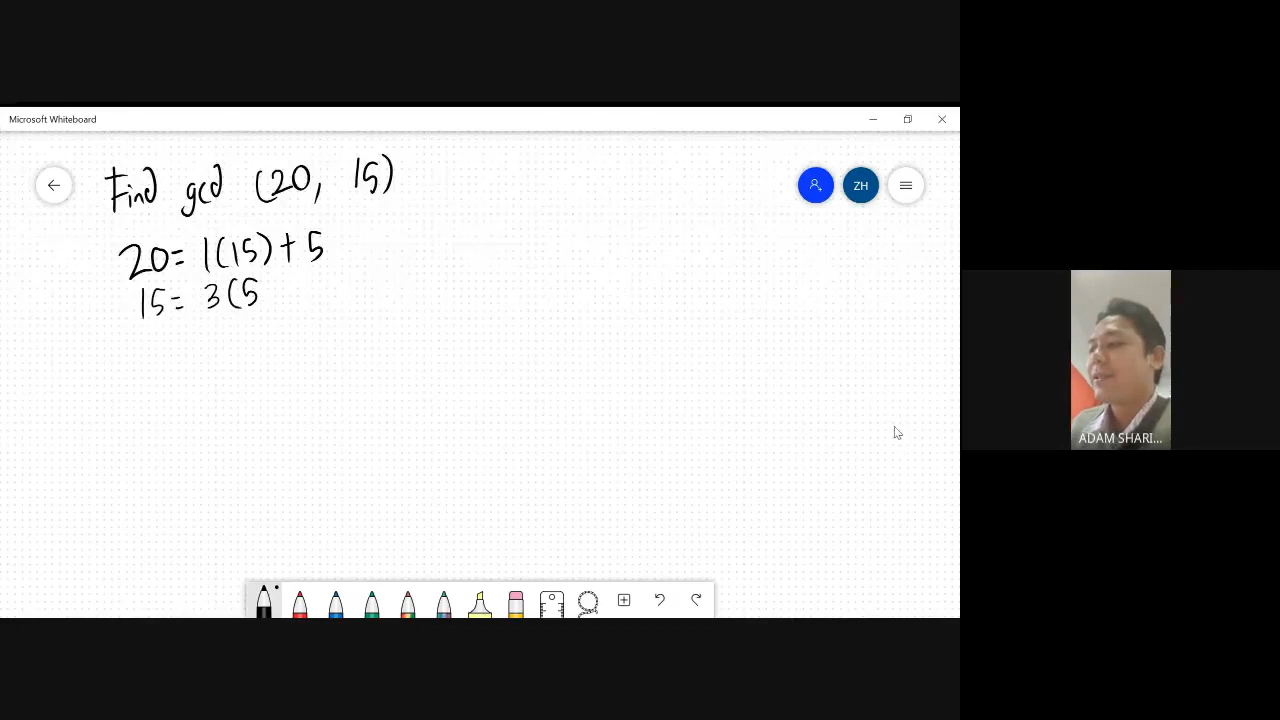 Microsoft Whiteboard
Find gcd (20, 15)
ZH
20 = 1(15) + 5
15 = 3(5
ADAM SHARI...